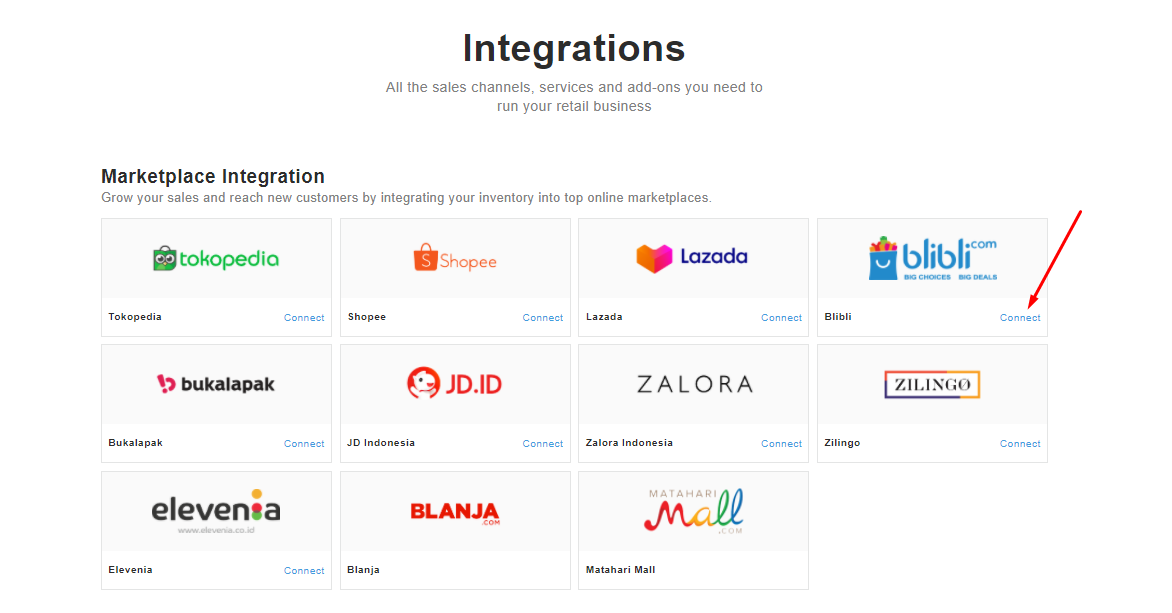 Integrations
All the sales channels, services and add-ons you need to
run your retail business
Marketplace Integration
Grow your sales and reach new customers by integrating your inventory into top online marketplaces.
tokopedia
Tokopedia Connect
S Shopee
Shopee Connect
Lazada
Lazada Connect
blibli.com
BIG CHOICES BIG DEALS
Blibli Connect
bukalapak
Bukalapak Connect
JD.ID
JD Indonesia Connect
ZALORA
Zalora Indonesia Connect
ZILINGO
Zilingo Connect
elevenia
www.elevenia.co.id
Elevenia Connect
BLANJA
.COM
Blanja
MATAHARI
Mall
.COM
Matahari Mall